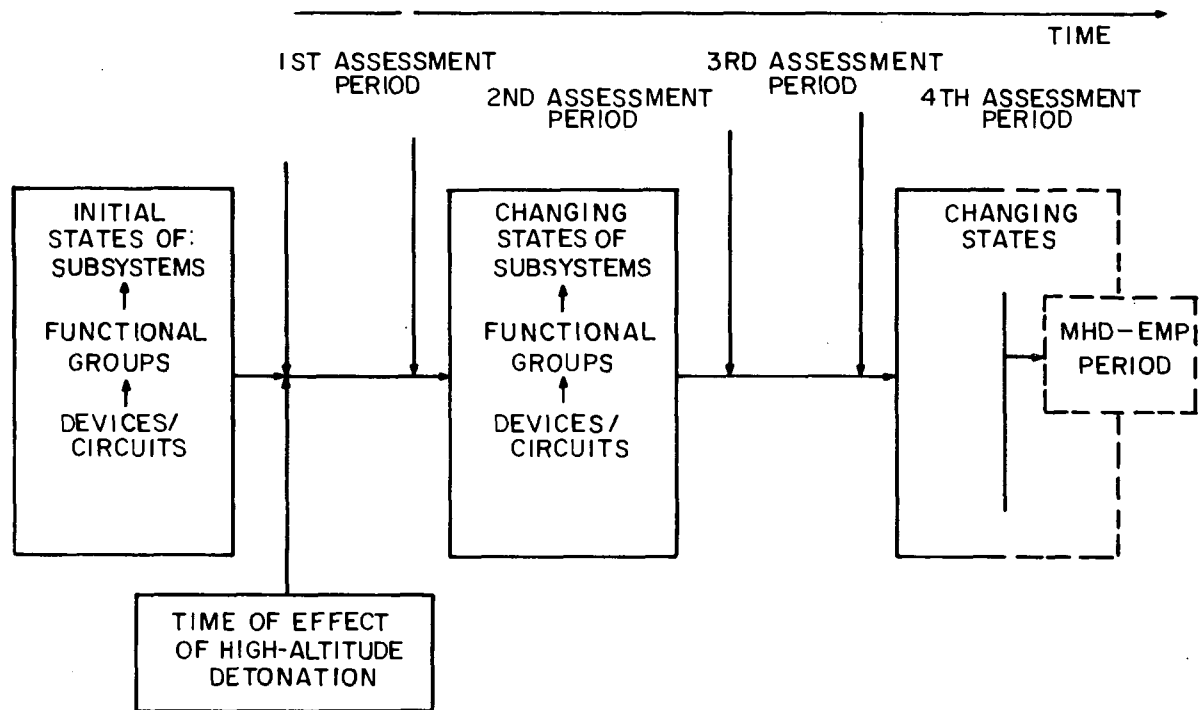 TIME
1ST ASSESSMENT
PERIOD
2ND ASSESSMENT
PERIOD
3RD ASSESSMENT
PERIOD
4TH ASSESSMENT
PERIOD
INITIAL
STATES OF:
SUBSYSTEMS
FUNCTIONAL
GROUPS
DEVICES/
CIRCUITS
CHANGING
STATES OF
SUBSYSTEMS
FUNCTIONAL
GROUPS
DEVICES/
CIRCUITS
CHANGING
STATES
MHD-EMP
PERIOD
TIME OF EFFECT
OF HIGH-ALTITUDE
DETONATION